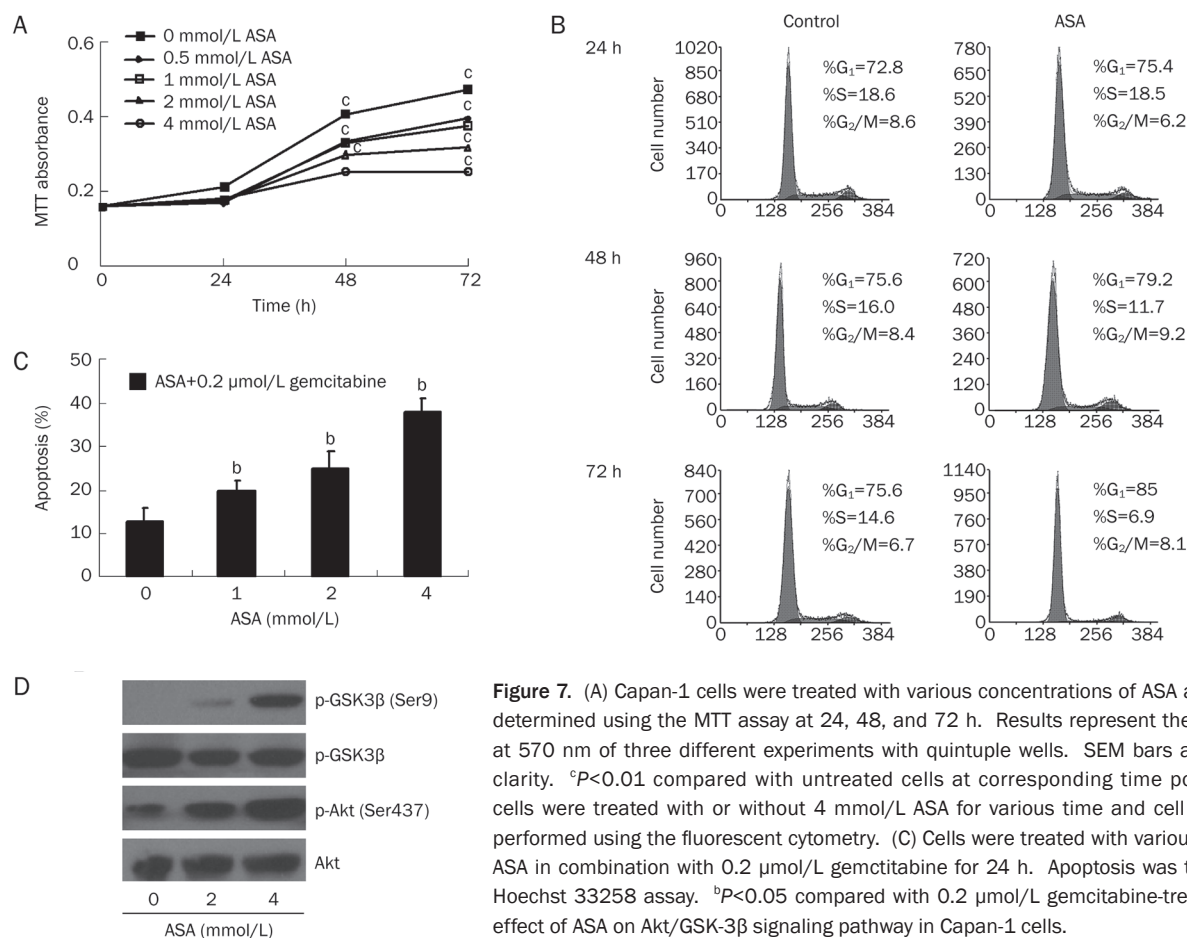 A
0.6
0.4
0.2
0
MTT absorbance
0 mmol/L ASA
0.5 mmol/L ASA
1 mmol/L ASA
2 mmol/L ASA
4 mmol/L ASA
c
c
c
c
c
c
c
0 24 48 72
Time (h)
B
Control ASA
24 h
Cell number
1020
850
680
510
340
170
0
0 128 256 384
%G₁=72.8
%S=18.6
%G₂/M=8.6
780
650
520
390
260
130
0
0 128 256 384
%G₁=75.4
%S=18.5
%G₂/M=6.2
48 h
Cell number
960
800
640
480
320
160
0
0 128 256 384
%G₁=75.6
%S=16.0
%G₂/M=8.4
720
600
480
360
240
120
0
0 128 256 384
%G₁=79.2
%S=11.7
%G₂/M=9.2
72 h
Cell number
840
700
560
420
280
140
0
0 128 256 384
%G₁=75.6
%S=14.6
%G₂/M=6.7
1140
950
760
570
380
190
0
0 128 256 384
%G₁=85
%S=6.9
%G₂/M=8.1
C
50
40
30
20
10
0
Apoptosis (%)
ASA+0.2 μmol/L gemcitabine
b
b
b
0 1 2 4
ASA (mmol/L)
D
p-GSK3β (Ser9)
p-GSK3β
p-Akt (Ser437)
Akt
0 2 4
ASA (mmol/L)
Figure 7. (A) Capan-1 cells were treated with various concentrations of ASA a
determined using the MTT assay at 24, 48, and 72 h. Results represent the
at 570 nm of three different experiments with quintuple wells. SEM bars a
clarity. ᶜP<0.01 compared with untreated cells at corresponding time po
cells were treated with or without 4 mmol/L ASA for various time and cell
performed using the fluorescent cytometry. (C) Cells were treated with variou
ASA in combination with 0.2 μmol/L gemctitabine for 24 h. Apoptosis was t
Hoechst 33258 assay. ᵇP<0.05 compared with 0.2 μmol/L gemcitabine-tre
effect of ASA on Akt/GSK-3β signaling pathway in Capan-1 cells.